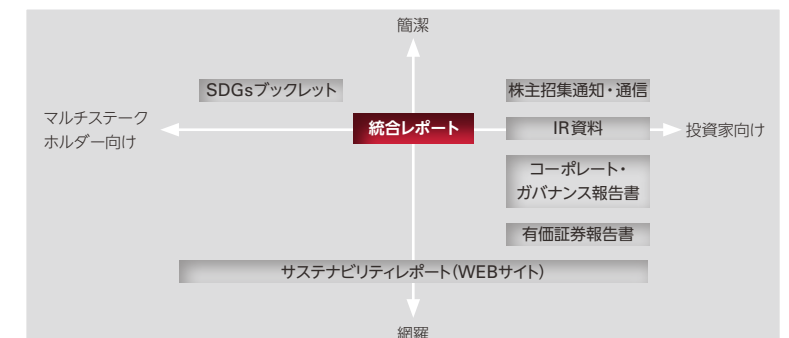 簡潔
SDGsブックレット
株主招集通知・通信
マルチステーク
ホルダー向け
統合レポート
IR資料
投資家向け
コーポレート・
ガバナンス報告書
有価証券報告書
サステナビリティレポート(WEBサイト)
網羅